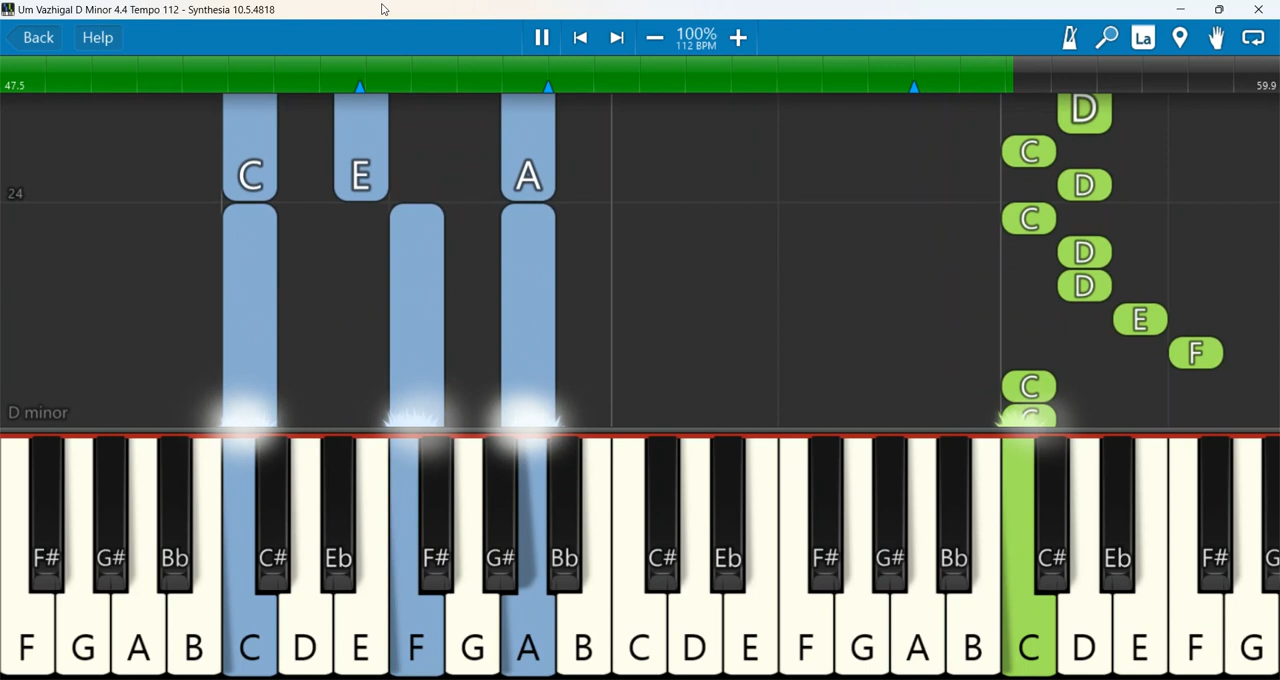 Um Vazhigal D Minor 4.4 Tempo 112 - Synthesia 10.5.4818
Back Help 100% La
112 BPM
47.5 59.9
D
C
C E A D
24
C
D
D
E
F
C
D minor C
F# G# Bb C# Eb F# G# Bb C# Eb F# G# Bb C# Eb F# G
F G A B C D E F G A B C D E F G A B C D E F G